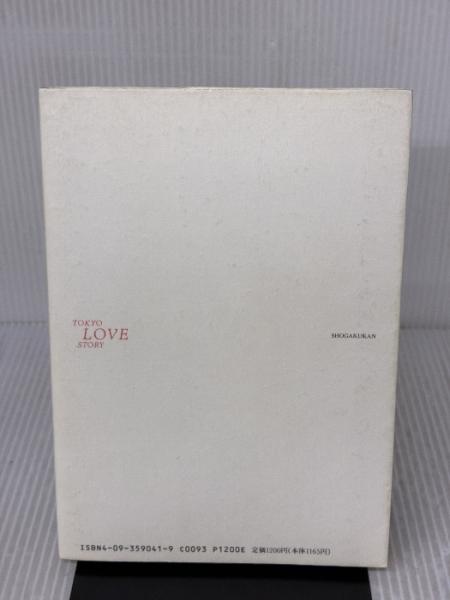 TOKYO
LOVE
STORY
SHOGAKUKAN
ISBN4-09-359041-9 C0093 P1200E 定価1200円(本体1165円)